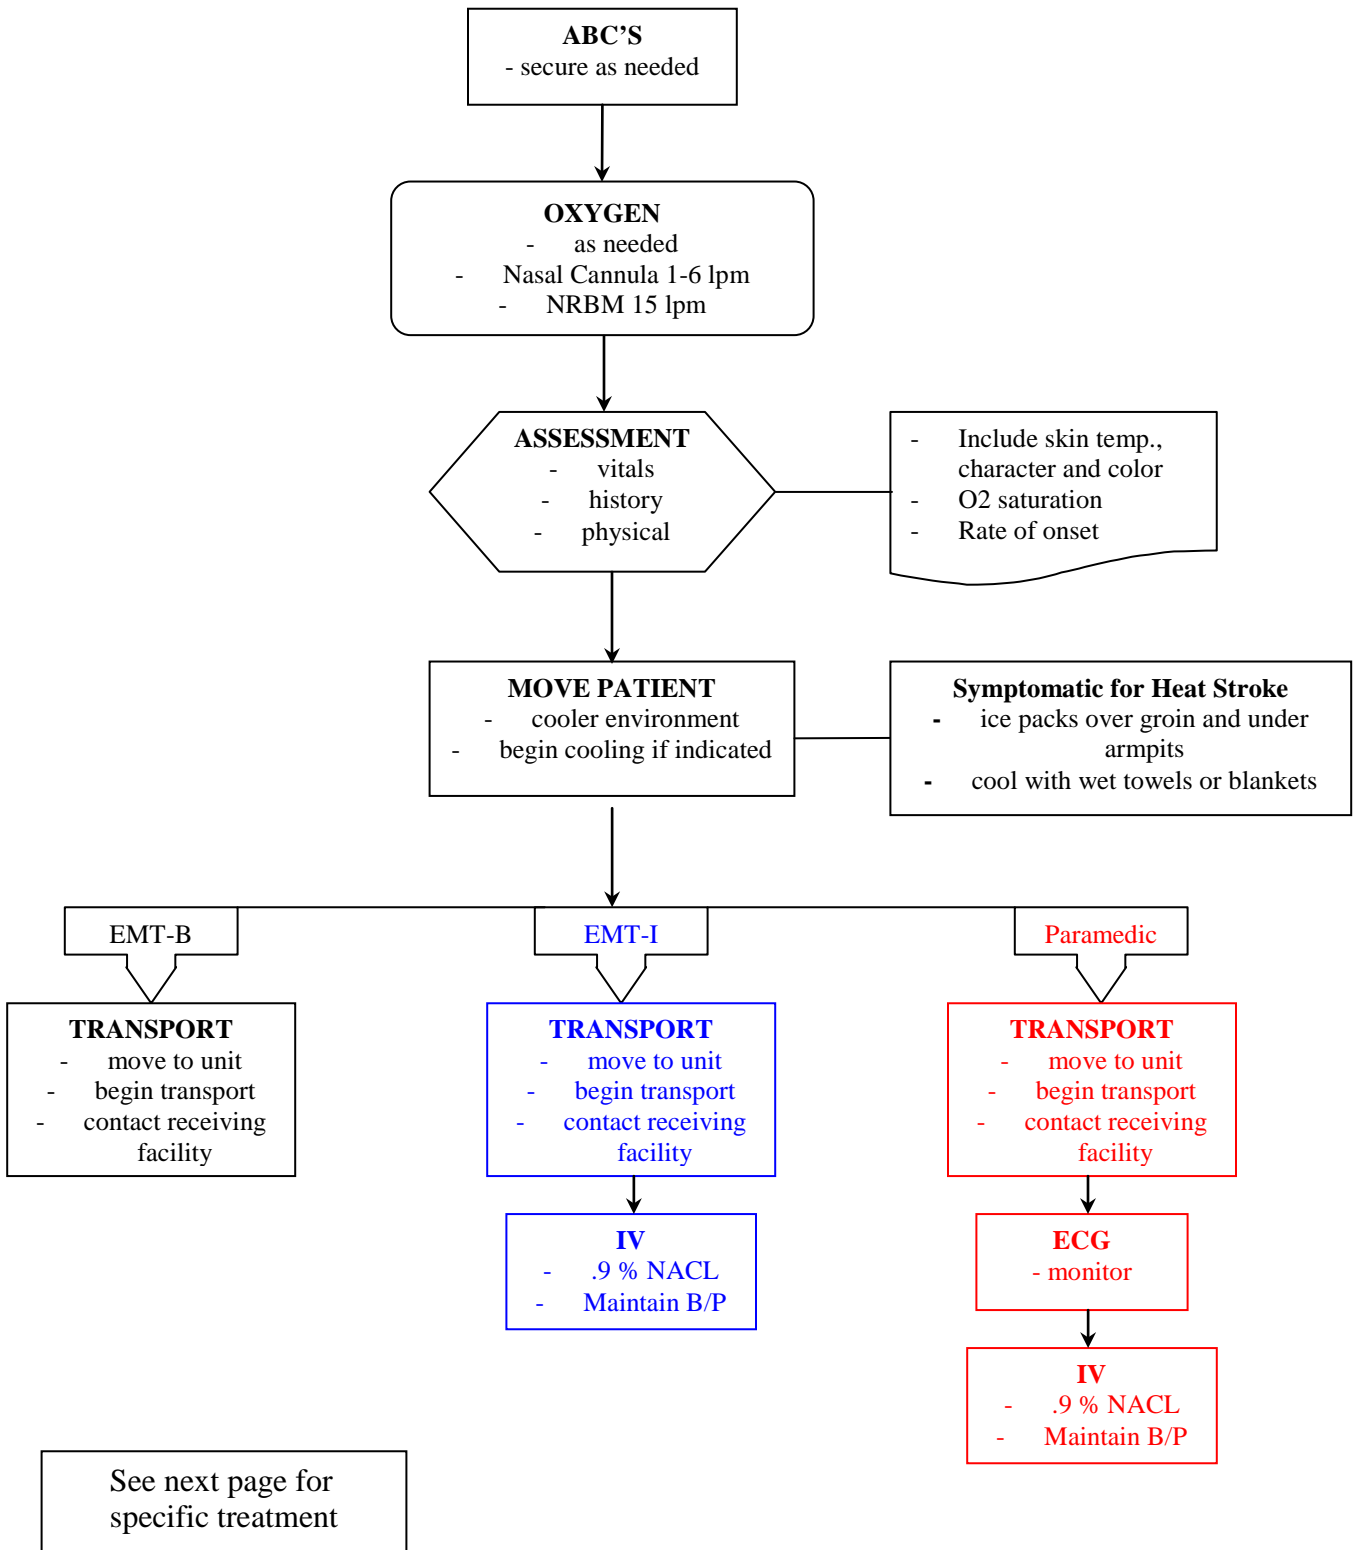 ABC’S
- secure as needed
OXYGEN
- as needed
- Nasal Cannula 1-6 lpm
- NRBM 15 lpm
ASSESSMENT
- vitals
- history
- physical
- Include skin temp.,
character and color
- O2 saturation
- Rate of onset
MOVE PATIENT
- cooler environment
- begin cooling if indicated
Symptomatic for Heat Stroke
- ice packs over groin and under
armpits
- cool with wet towels or blankets
EMT-B
EMT-I
Paramedic
TRANSPORT
- move to unit
- begin transport
- contact receiving
facility
TRANSPORT
- move to unit
- begin transport
- contact receiving
facility
TRANSPORT
- move to unit
- begin transport
- contact receiving
facility
IV
- .9 % NACL
- Maintain B/P
ECG
- monitor
IV
- .9 % NACL
- Maintain B/P
See next page for
specific treatment